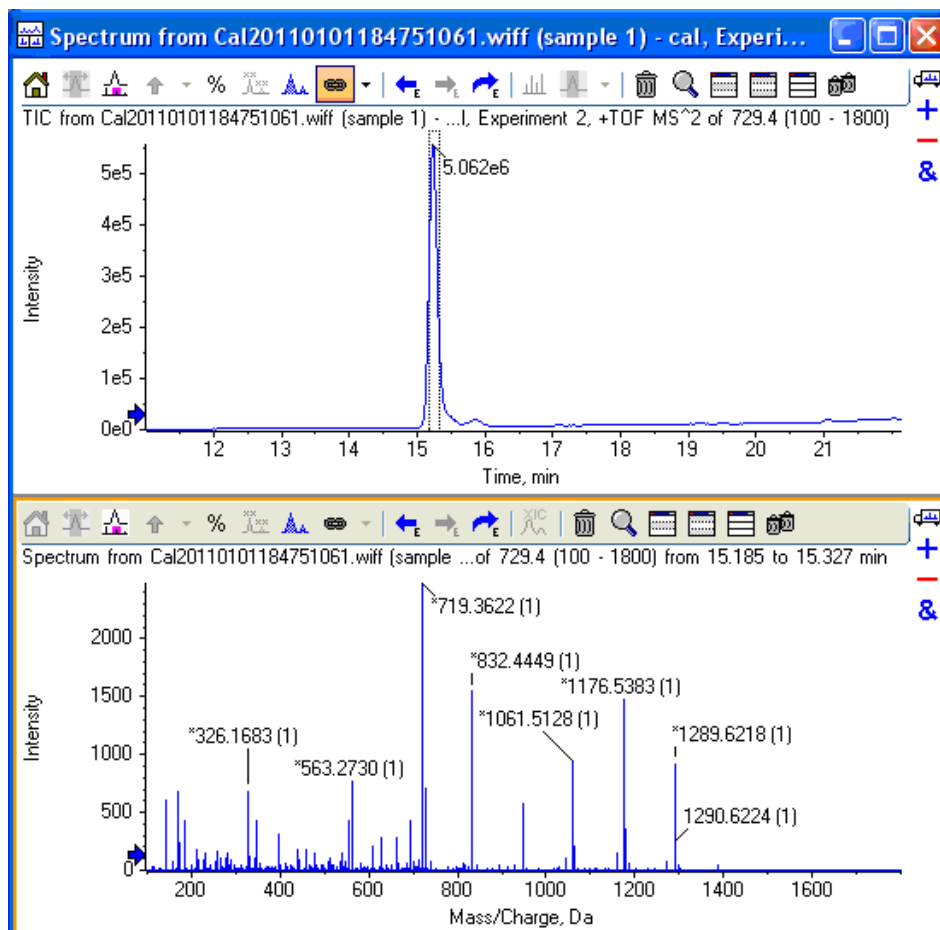 Spectrum from Cal20110101184751061.wiff (sample 1) - cal, Experi...
%
E E E
+
−
&
TIC from Cal20110101184751061.wiff (sample 1) - ...l, Experiment 2, +TOF MS^2 of 729.4 (100 - 1800)
5.062e6
5e5
4e5
3e5
2e5
1e5
0e0
Intensity
12 13 14 15 16 17 18 19 20 21
Time, min
%
E E E XIC
+
−
&
Spectrum from Cal20110101184751061.wiff (sample ...of 729.4 (100 - 1800) from 15.185 to 15.327 min
*719.3622 (1)
*832.4449 (1)
*1176.5383 (1)
*1061.5128 (1)
*326.1683 (1)
*1289.6218 (1)
*563.2730 (1)
1290.6224 (1)
2000
1500
1000
500
0
Intensity
200 400 600 800 1000 1200 1400 1600
Mass/Charge, Da